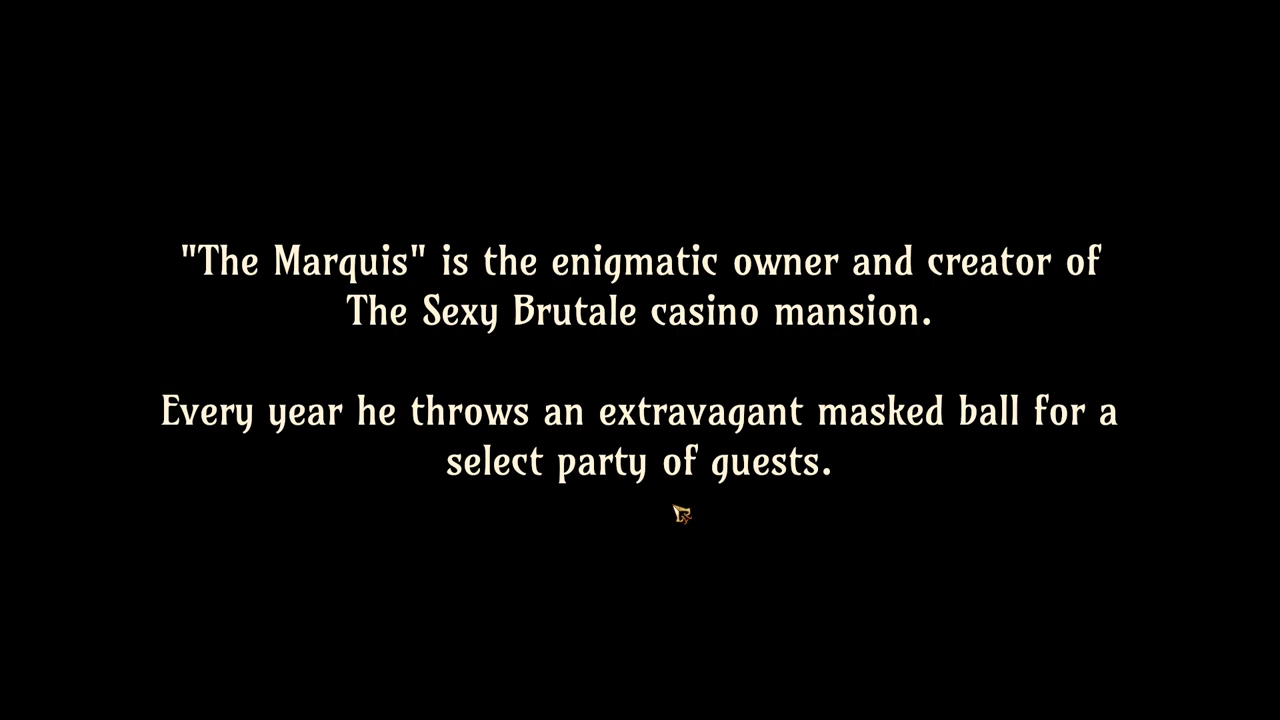 "The Marquis" is the enigmatic owner and creator of
The Sexy Brutale casino mansion.
Every year he throws an extravagant masked ball for a
select party of guests.